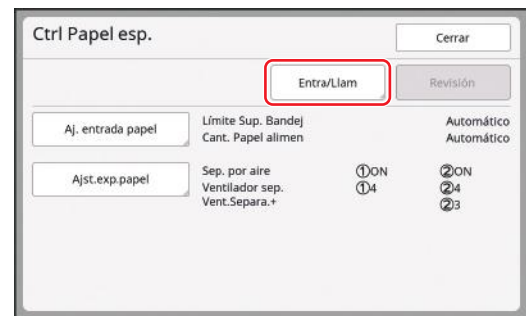 Ctrl Papel esp.
Cerrar
Entra/Llam
Revisión
Aj. entrada papel
Límite Sup. Bandej Automático
Cant. Papel alimen Automático
Ajst.exp.papel
Sep. por aire ①ON ②ON
Ventilador sep. ①4 ②4
Vent.Separa.+ ②3